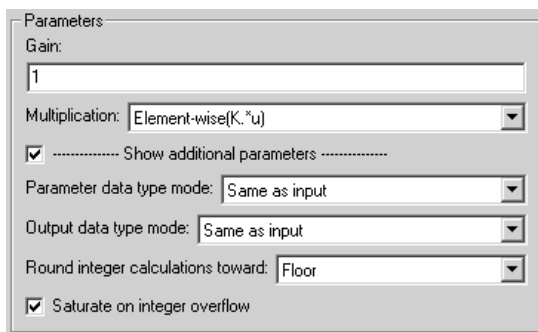 Parameters
Gain:
1
Multiplication: Element-wise(K.*u)
-------------- Show additional parameters --------------
Parameter data type mode: Same as input
Output data type mode: Same as input
Round integer calculations toward: Floor
Saturate on integer overflow